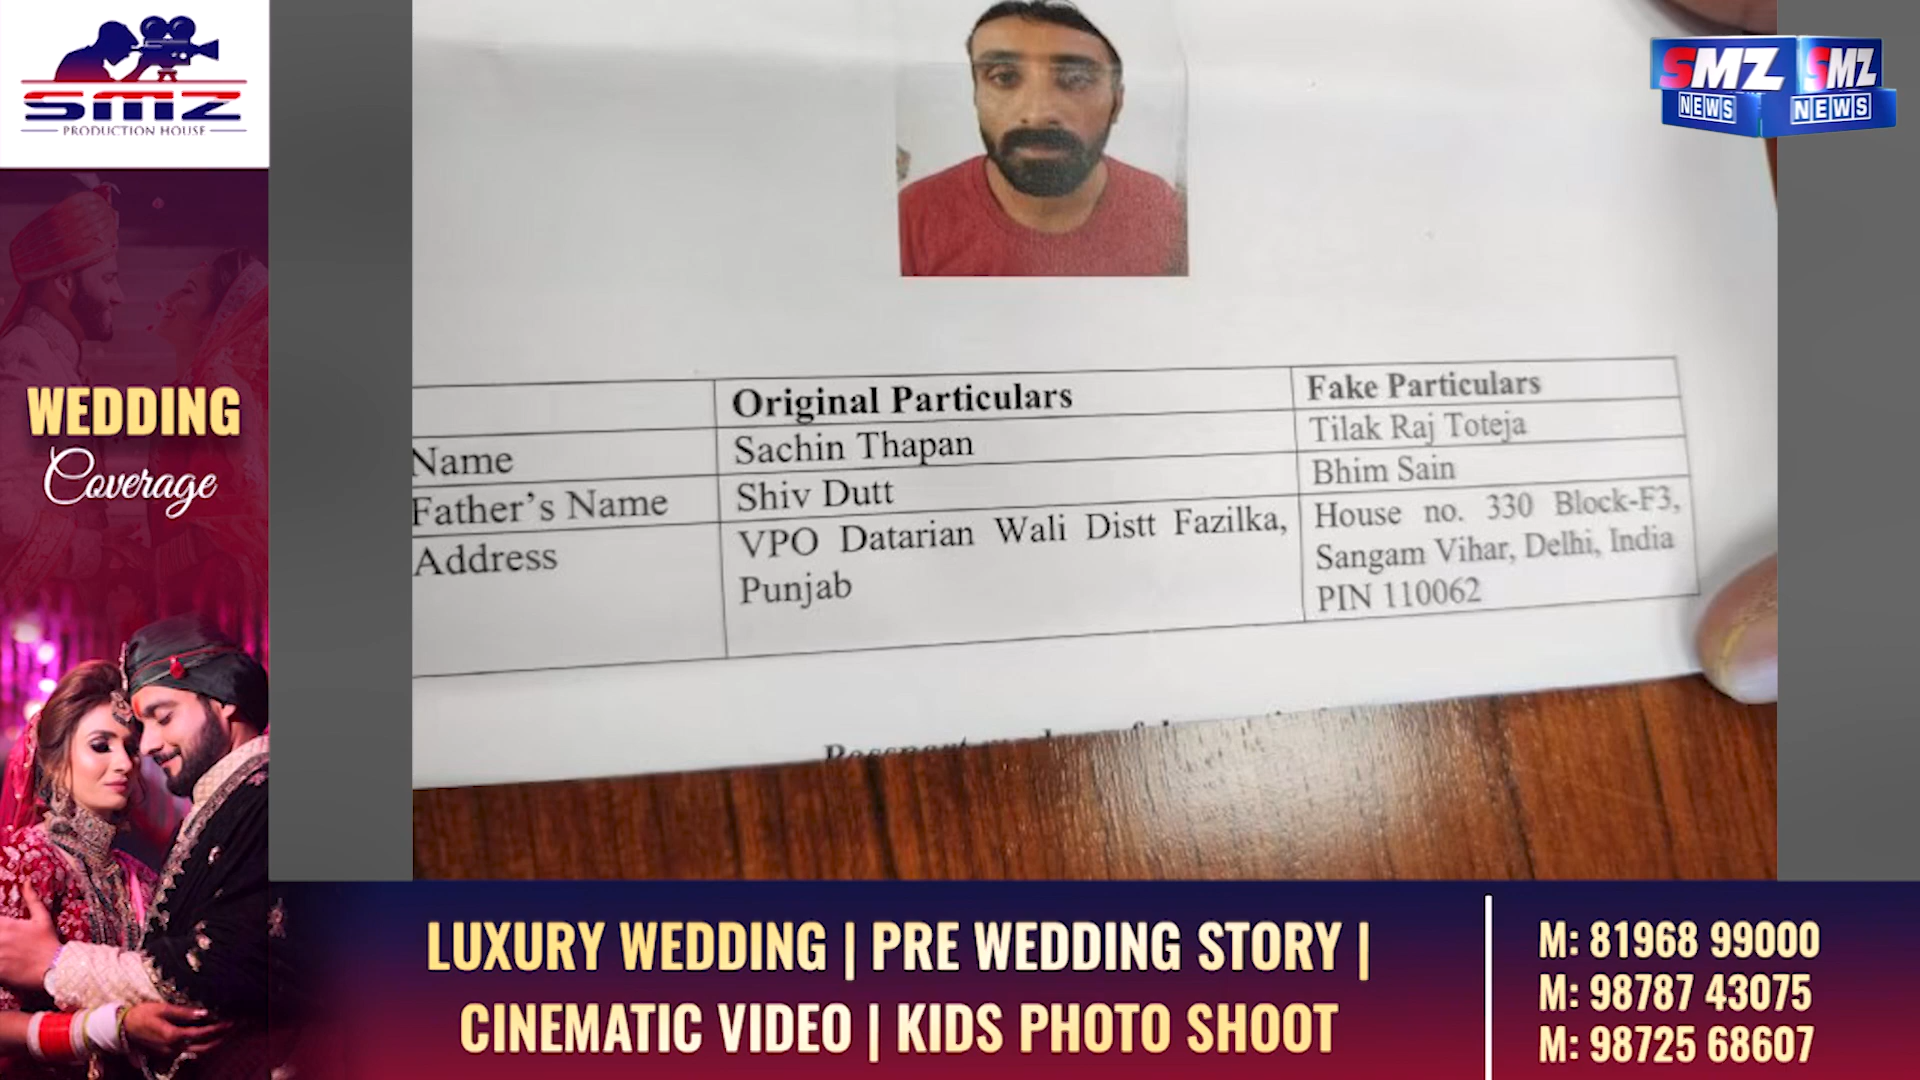 SMZ
PRODUCTION HOUSE
WEDDING
Coverage
SMZ
NEWS
SMZ
NEWS
Original Particulars
Fake Particulars
Name
Sachin Thapan
Tilak Raj Toteja
Father's Name
Shiv Dutt
Bhim Sain
Address
VPO Datarian Wali Distt Fazilka,
Punjab
House no. 330 Block-F3,
Sangam Vihar, Delhi, India
PIN 110062
LUXURY WEDDING | PRE WEDDING STORY |
CINEMATIC VIDEO | KIDS PHOTO SHOOT
M: 81968 99000
M: 98787 43075
M: 98725 68607